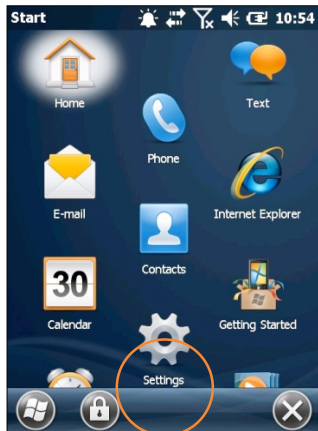 Start 10:54
Home
Text
Phone
E-mail
Internet Explorer
Contacts
30
Calendar
Getting Started
Settings